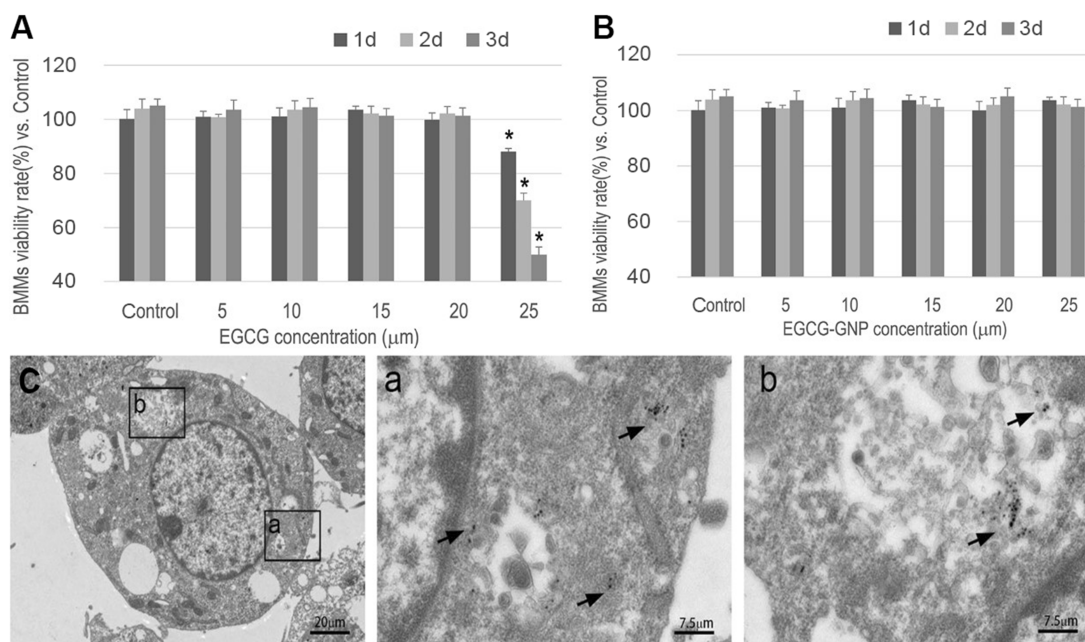 A
1d 2d 3d
BMMs viability rate(%) vs. Control
120
100
80
60
40
*
*
*
Control 5 10 15 20 25
EGCG concentration (μm)
B
1d 2d 3d
BMMs viability rate(%) vs. Control
120
100
80
60
40
Control 5 10 15 20 25
EGCG-GNP concentration (μm)
C
b
a
20μm
a
7.5μm
b
7.5μm